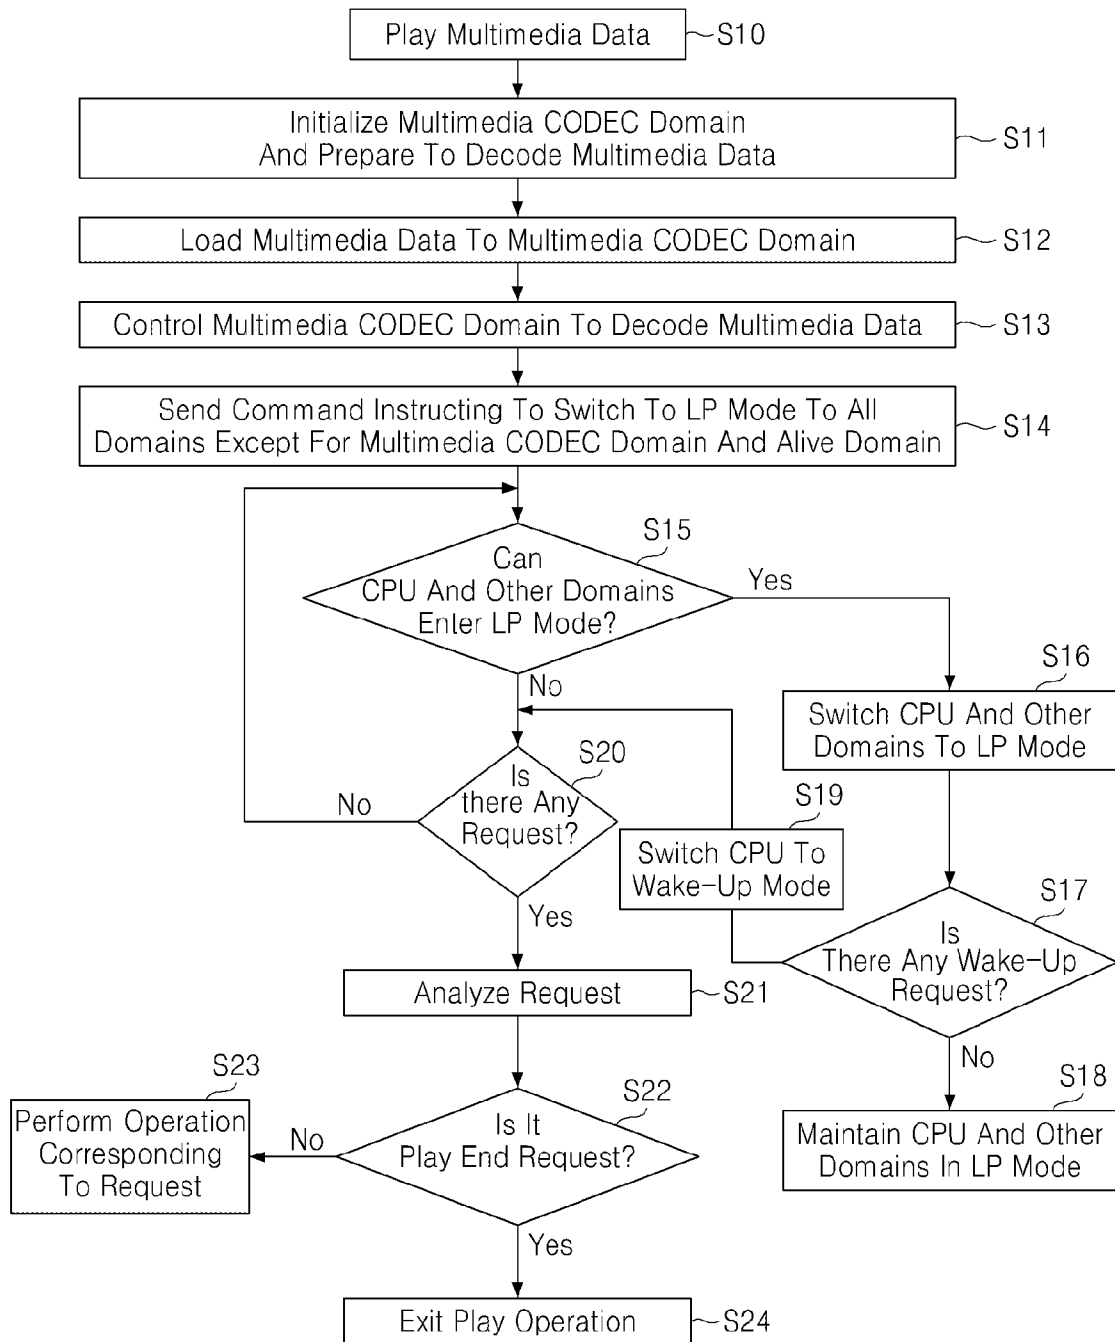 Play Multimedia Data
S10
Initialize Multimedia CODEC Domain
And Prepare To Decode Multimedia Data
S11
Load Multimedia Data To Multimedia CODEC Domain
S12
Control Multimedia CODEC Domain To Decode Multimedia Data
S13
Send Command Instructing To Switch To LP Mode To All
Domains Except For Multimedia CODEC Domain And Alive Domain
S14
S15
Can
CPU And Other Domains
Enter LP Mode?
Yes
No
S16
Switch CPU And Other
Domains To LP Mode
S20
Is
there Any
Request?
No
Yes
S19
Switch CPU To
Wake-Up Mode
S17
Is
There Any Wake-Up
Request?
No
Analyze Request
S21
S18
Maintain CPU And Other
Domains In LP Mode
S22
Is It
Play End Request?
No
S23
Perform Operation
Corresponding
To Request
Yes
Exit Play Operation
S24